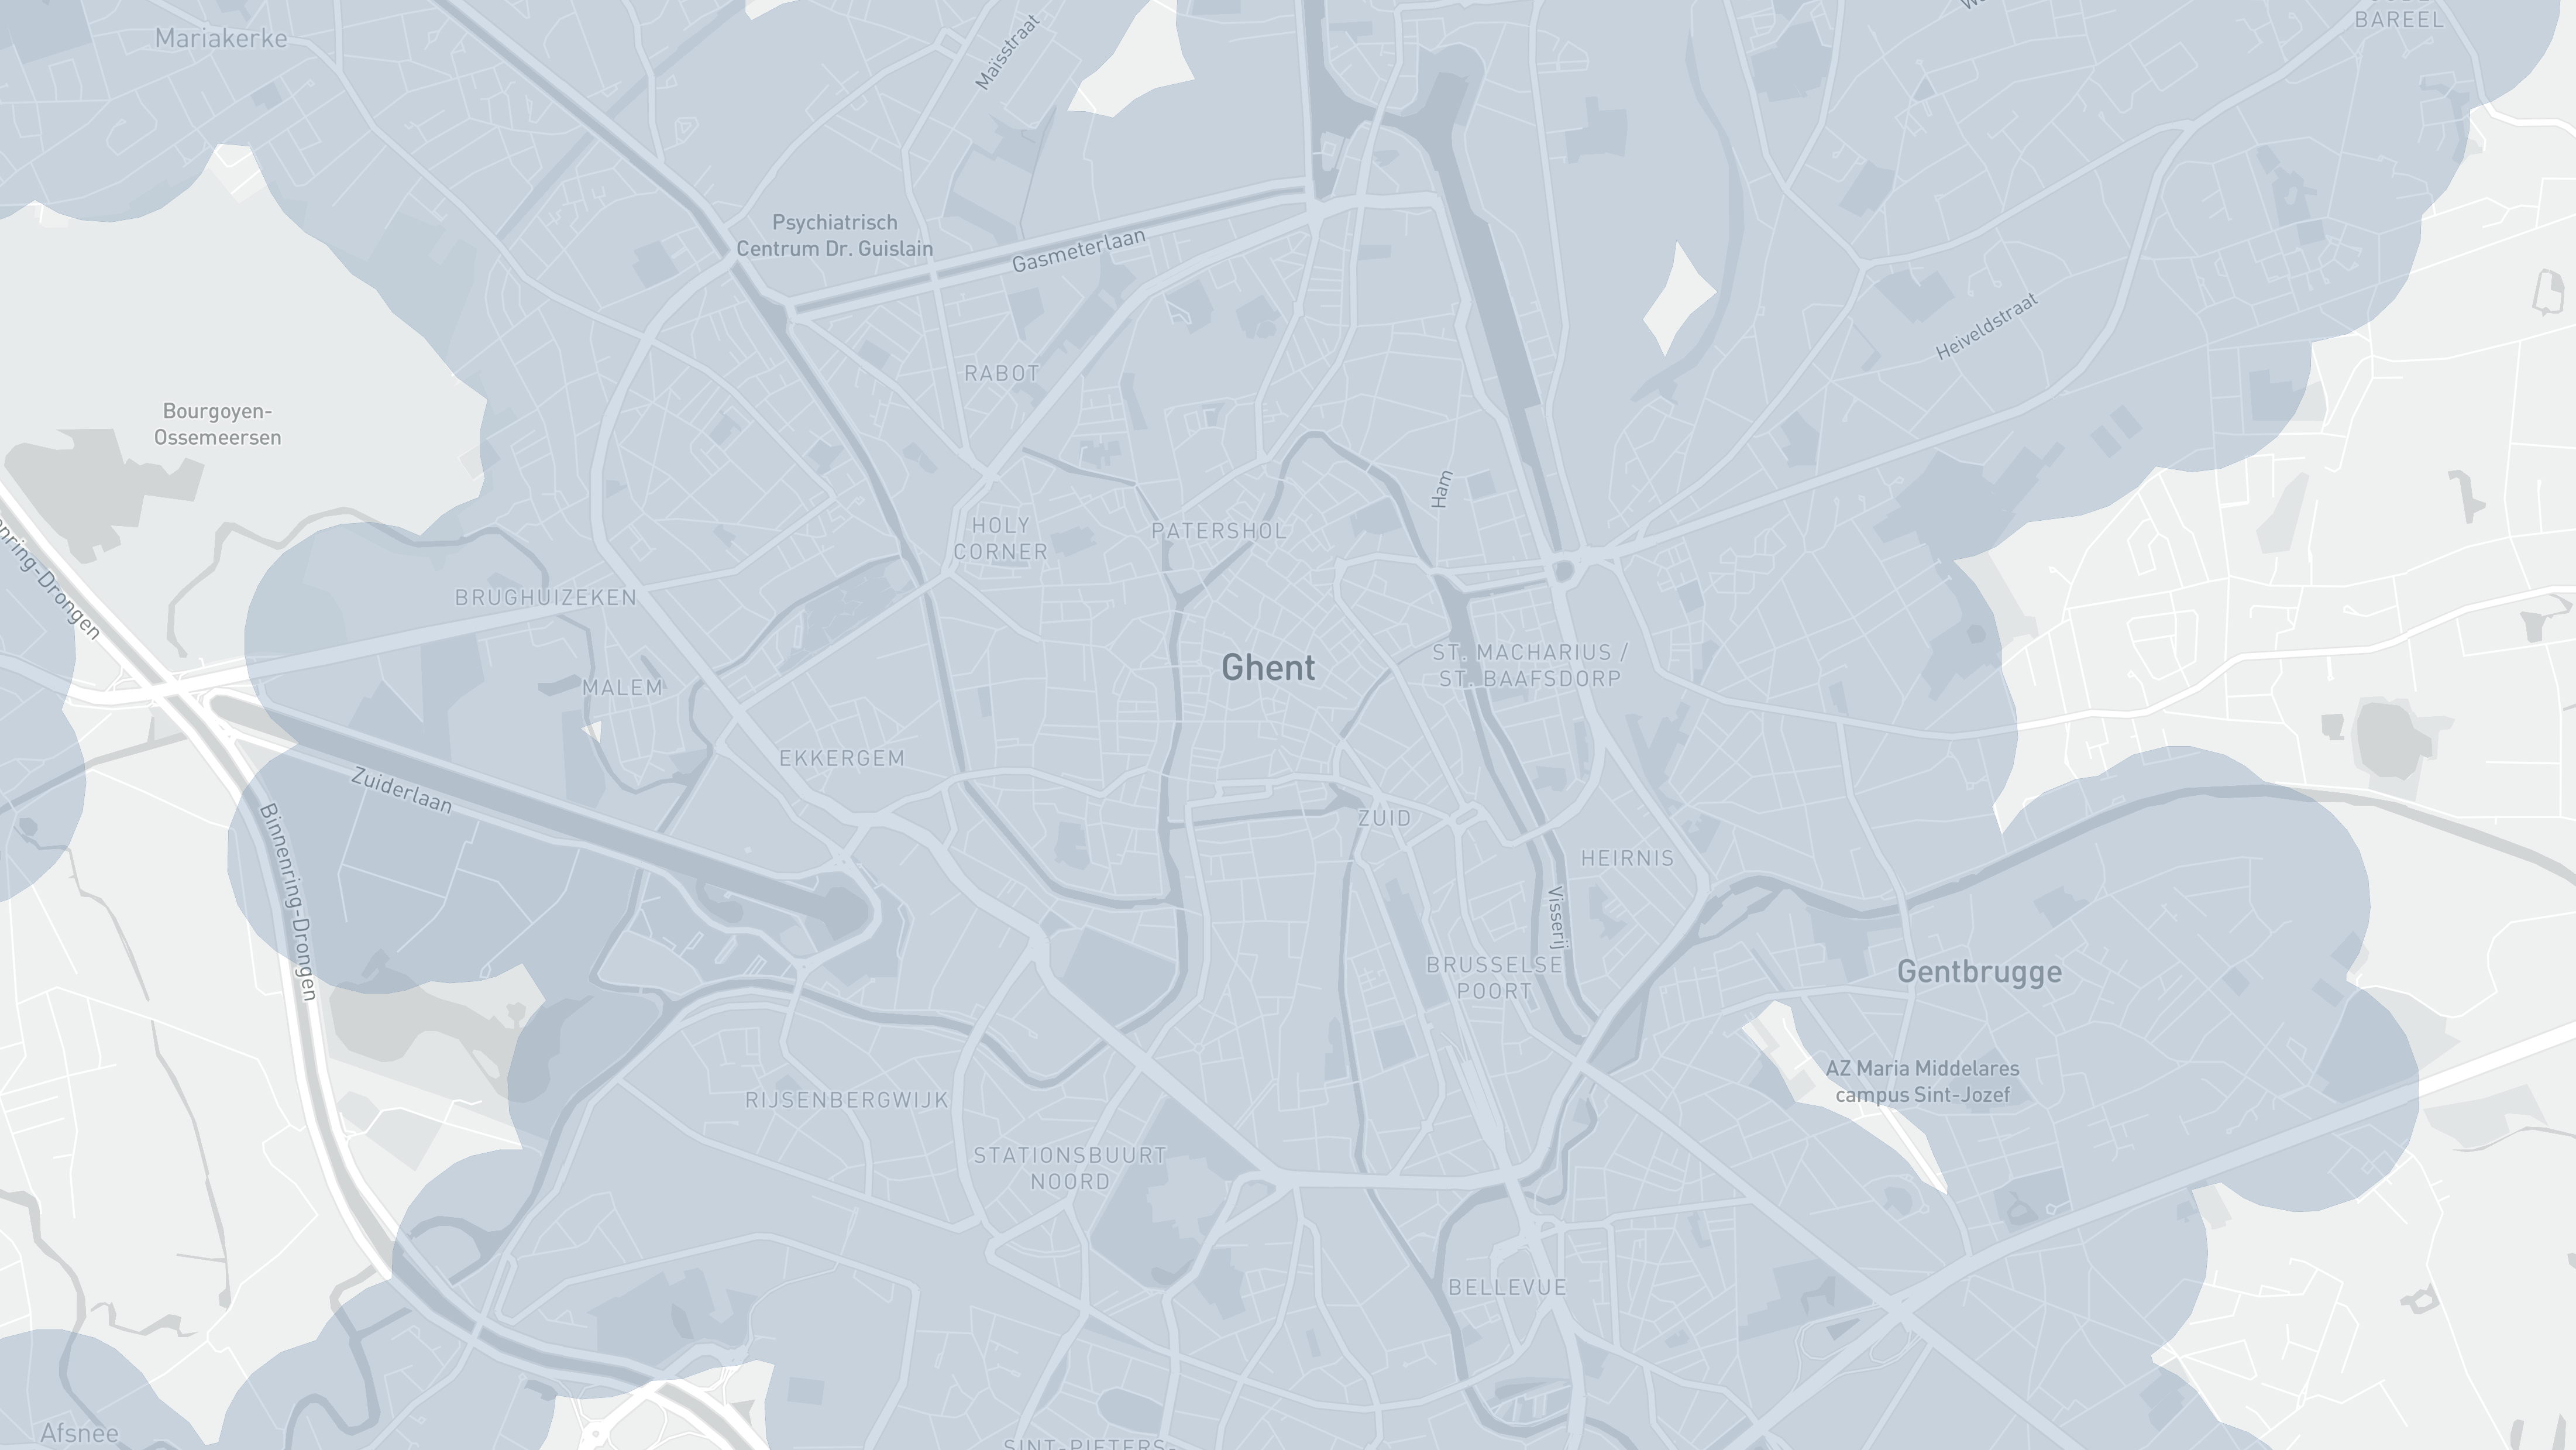 BAREEL
Mariakerke
Maïsstraat
Psychiatrisch
Centrum Dr. Guislain
Gasmeterlaan
Heiveldstraat
RABOT
Bourgoyen-
Ossemeersen
Ham
HOLY
CORNER
PATERSHOL
BRUGHUIZEKEN
Ghent
ST. MACHARIUS /
ST. BAAFSDORP
MALEM
EKKERGEM
Zuiderlaan
ZUID
HEIRNIS
Binnenring-Drongen
Visserij
BRUSSELSE
POORT
Gentbrugge
AZ Maria Middelares
campus Sint-Jozef
RIJSENBERGWIJK
STATIONSBUURT
NOORD
BELLEVUE
Afsnee